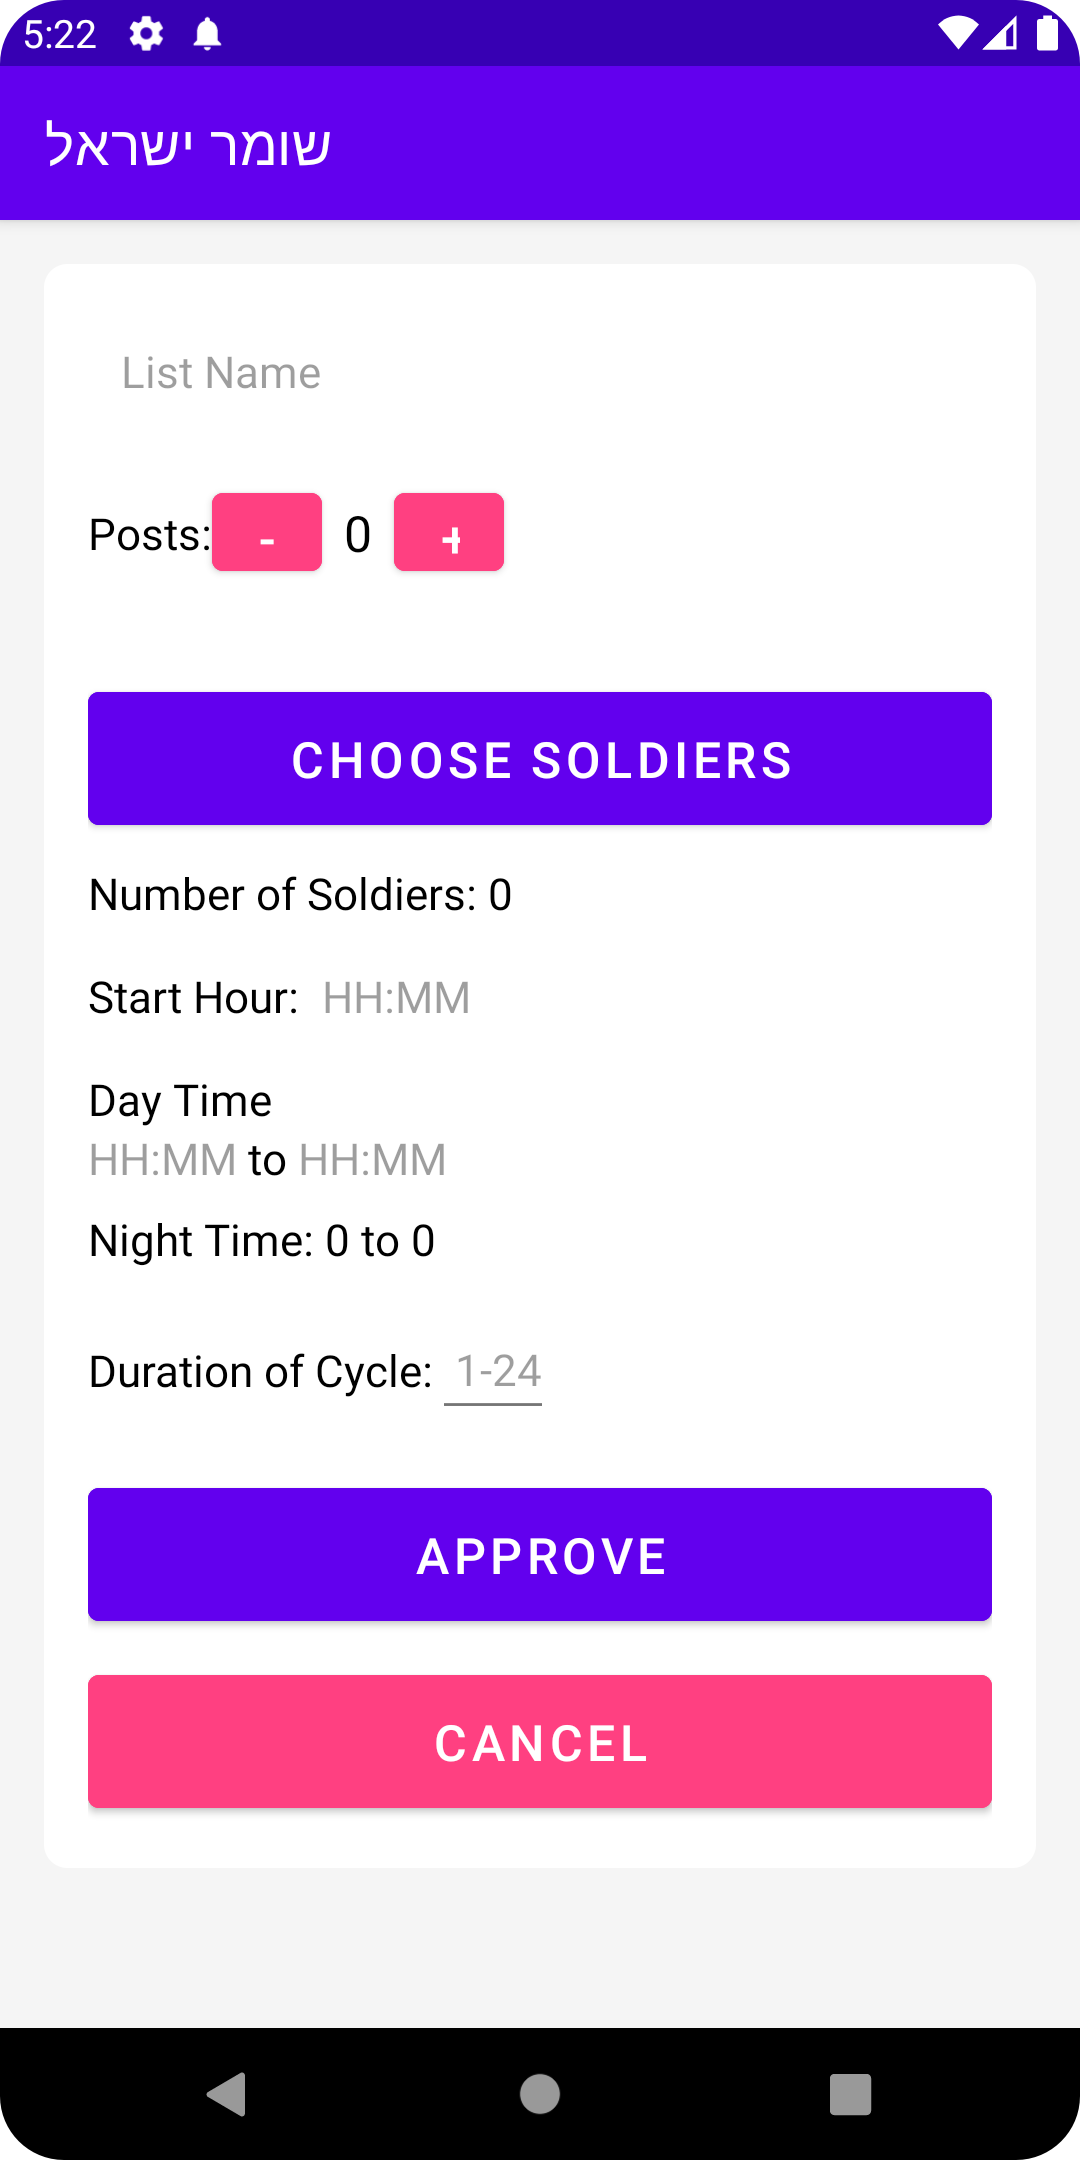 5:22
שומר ישראל
List Name
Posts: - 0 +
CHOOSE SOLDIERS
Number of Soldiers: 0
Start Hour: HH:MM
Day Time
HH:MM to HH:MM
Night Time: 0 to 0
Duration of Cycle: 1-24
APPROVE
CANCEL